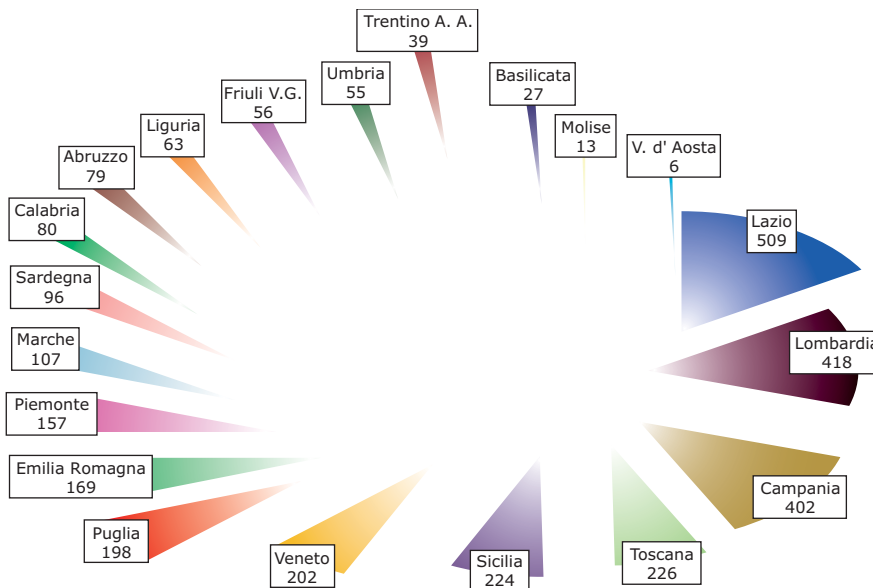 Trentino A. A.
39
Umbria
55
Basilicata
27
Friuli V.G.
56
Molise
13
Liguria
63
V. d' Aosta
6
Abruzzo
79
Calabria
80
Lazio
509
Sardegna
96
Marche
107
Lombardia
418
Piemonte
157
Emilia Romagna
169
Campania
402
Puglia
198
Veneto
202
Sicilia
224
Toscana
226